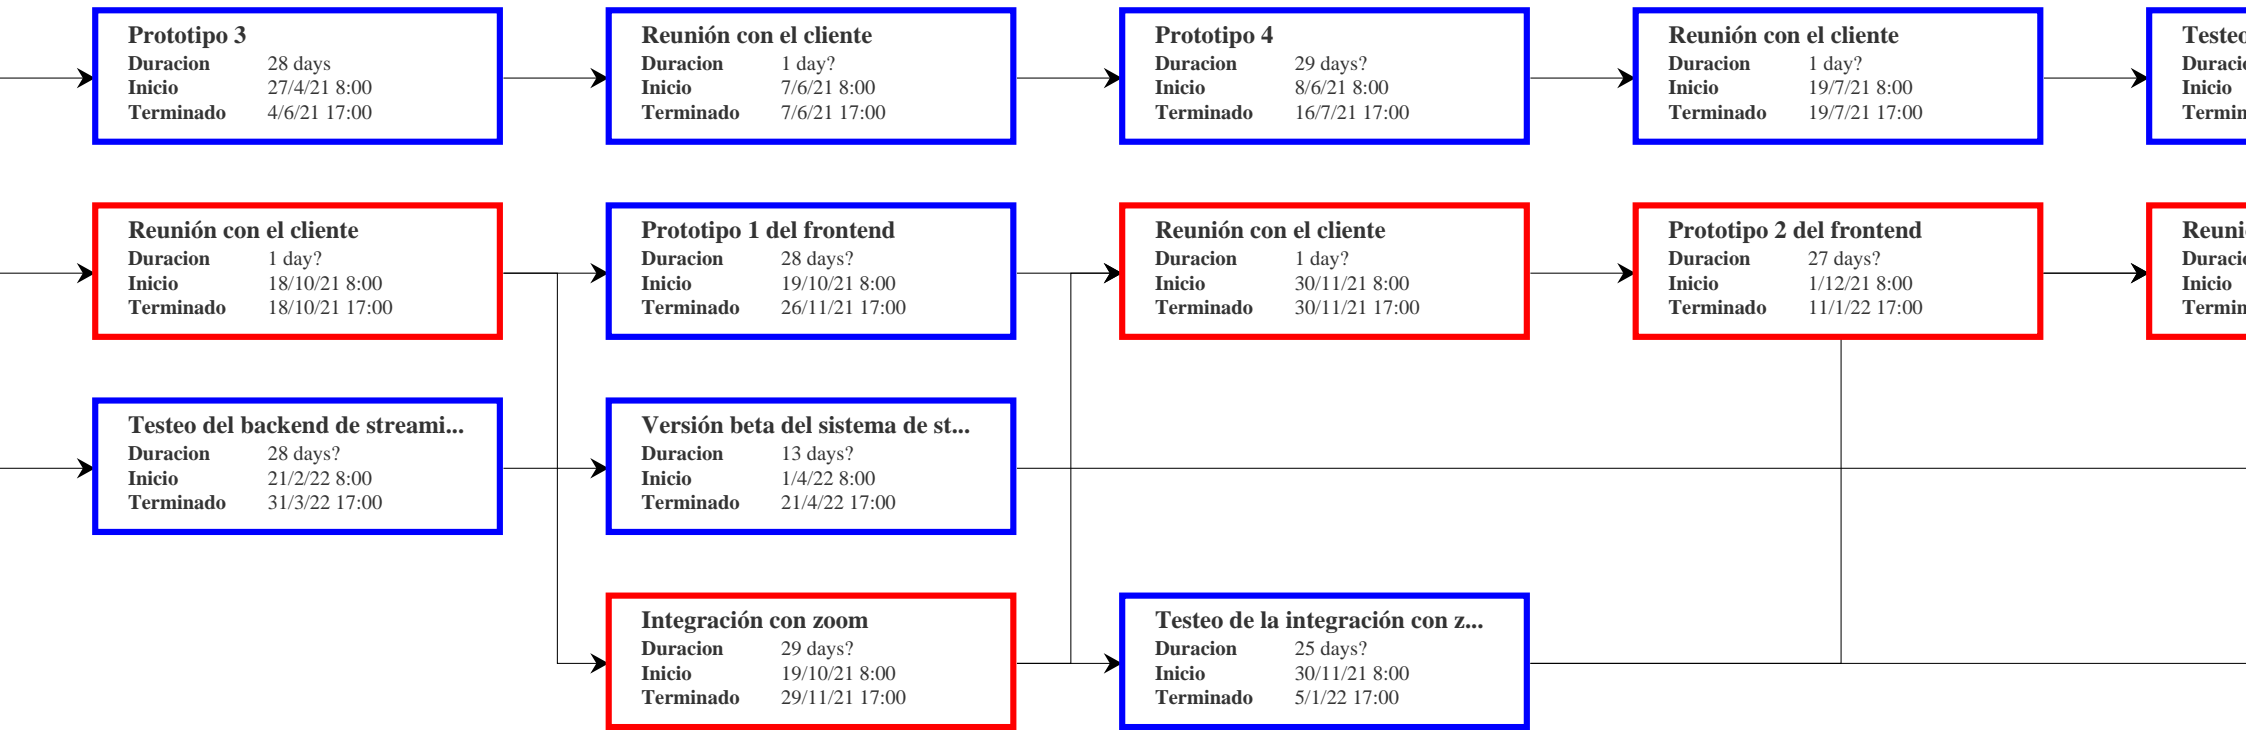 Prototipo 3
Duracion 28 days
Inicio 27/4/21 8:00
Terminado 4/6/21 17:00
Reunión con el cliente
Duracion 1 day?
Inicio 7/6/21 8:00
Terminado 7/6/21 17:00
Prototipo 4
Duracion 29 days?
Inicio 8/6/21 8:00
Terminado 16/7/21 17:00
Reunión con el cliente
Duracion 1 day?
Inicio 19/7/21 8:00
Terminado 19/7/21 17:00
Inicio
Reunión con el cliente
Duracion 1 day?
Inicio 18/10/21 8:00
Terminado 18/10/21 17:00
Prototipo 1 del frontend
Duracion 28 days?
Inicio 19/10/21 8:00
Terminado 26/11/21 17:00
Reunión con el cliente
Duracion 1 day?
Inicio 30/11/21 8:00
Terminado 30/11/21 17:00
Prototipo 2 del frontend
Duracion 27 days?
Inicio 1/12/21 8:00
Terminado 11/1/22 17:00
Inicio
Testeo del backend de streami...
Duracion 28 days?
Inicio 21/2/22 8:00
Terminado 31/3/22 17:00
Versión beta del sistema de st...
Duracion 13 days?
Inicio 1/4/22 8:00
Terminado 21/4/22 17:00
Integración con zoom
Duracion 29 days?
Inicio 19/10/21 8:00
Terminado 29/11/21 17:00
Testeo de la integración con z...
Duracion 25 days?
Inicio 30/11/21 8:00
Terminado 5/1/22 17:00